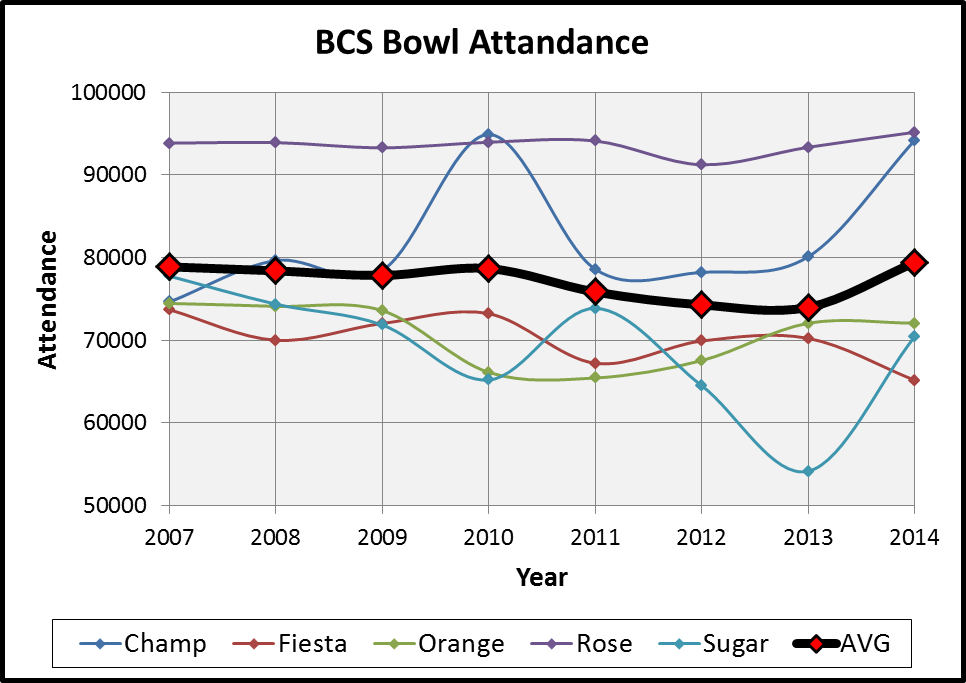 BCS Bowl Attandance
100000
90000
80000
70000
60000
50000
Attendance
2007 2008 2009 2010 2011 2012 2013 2014
Year
Champ Fiesta Orange Rose Sugar AVG